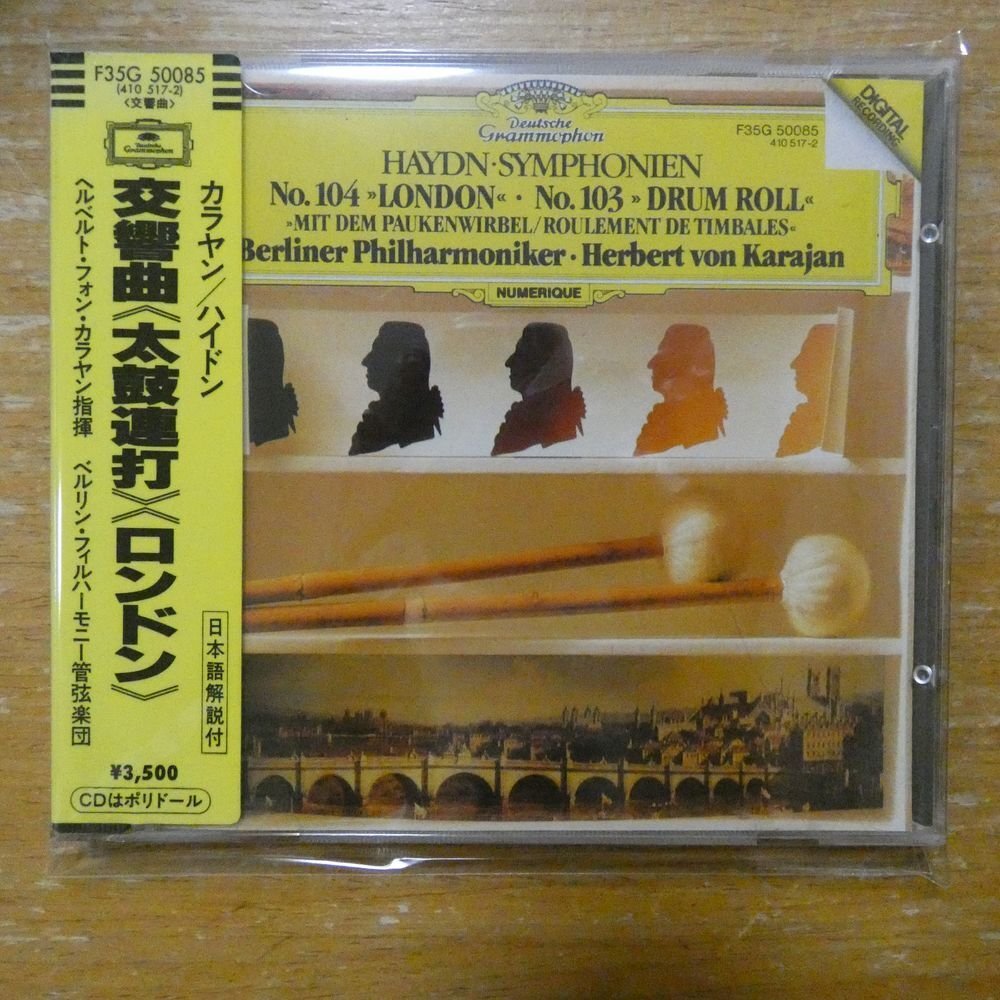 F35G 50085
(410 517-2)
〈交響曲〉
Deutsche
Grammophon
カラヤン/ハイドン
交響曲《太鼓連打》《ロンドン》
ヘルベルト・フォン・カラヤン指揮 ベルリン・フィルハーモニー管弦楽団
日本語解説付
¥3,500
CDはポリドール
Deutsche
Grammophon
F35G 50085
410 517-2
DIGITAL
RECORDING
HAYDN·SYMPHONIEN
No. 104 »LONDON« · No. 103 »DRUM ROLL«
»MIT DEM PAUKENWIRBEL/ROULEMENT DE TIMBALES«
Berliner Philharmoniker · Herbert von Karajan
NUMERIQUE